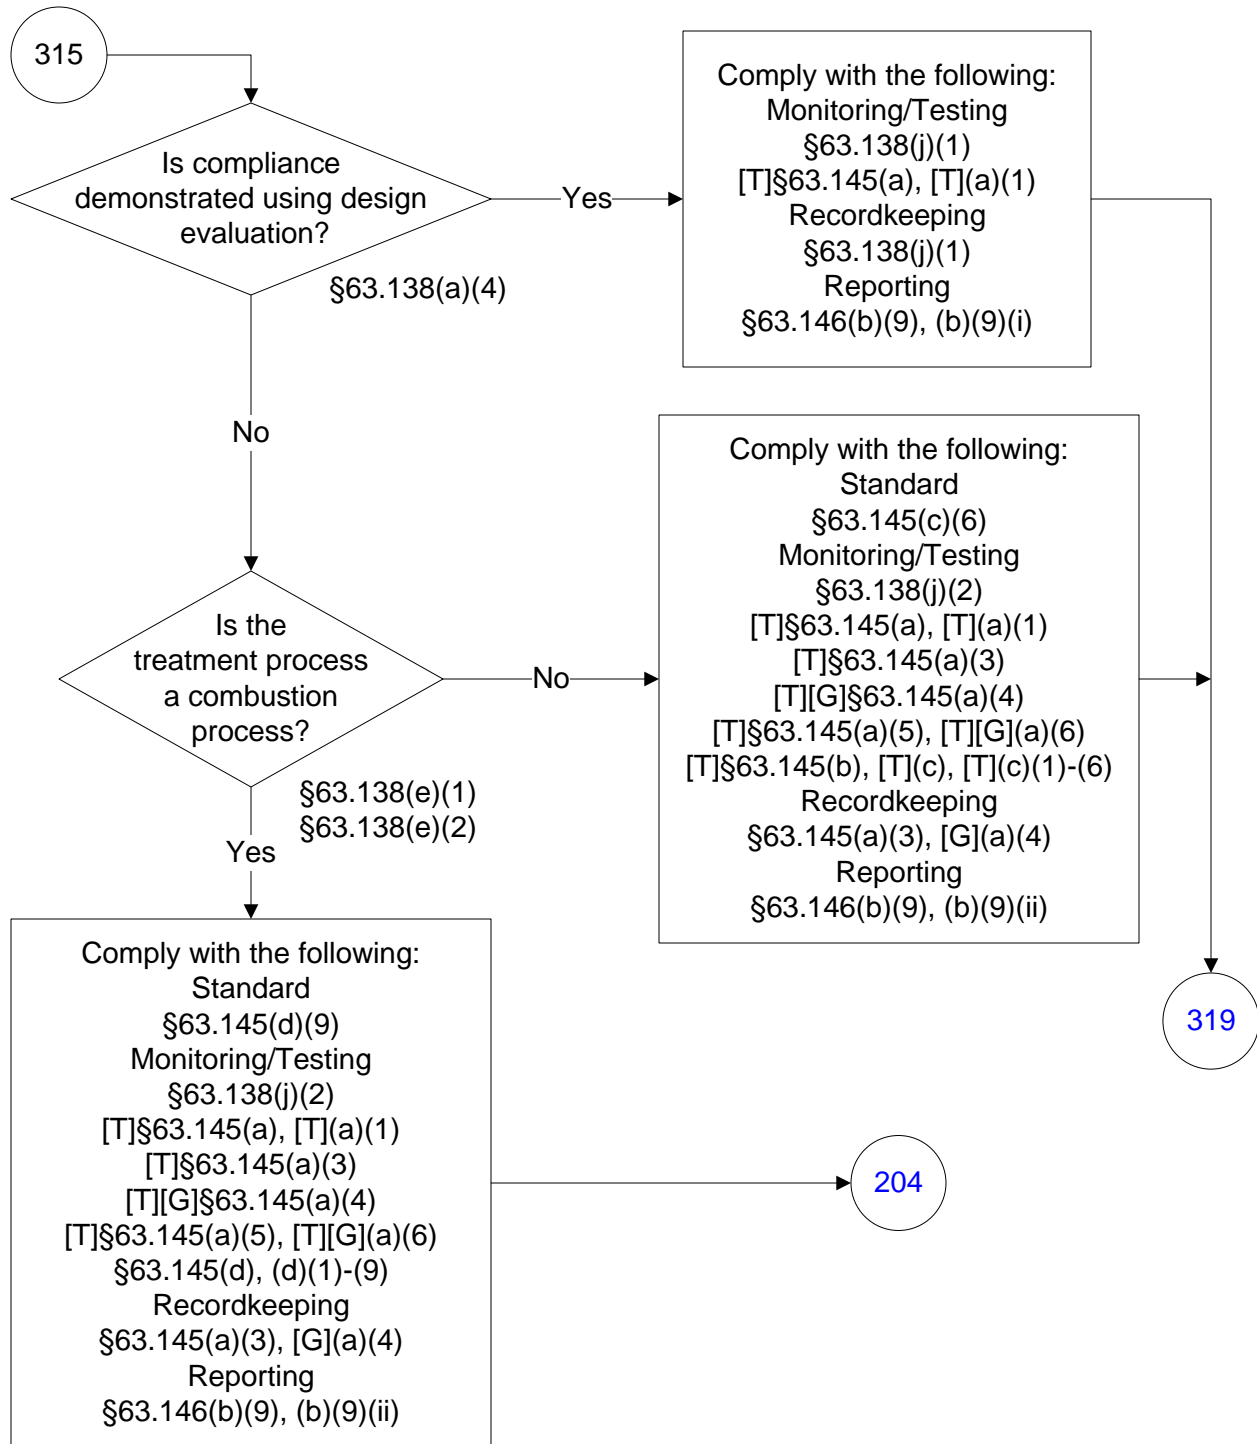 315
Is compliance
demonstrated using design
evaluation?
§63.138(a)(4)
Yes
Comply with the following:
Monitoring/Testing
§63.138(j)(1)
[T]§63.145(a), [T](a)(1)
Recordkeeping
§63.138(j)(1)
Reporting
§63.146(b)(9), (b)(9)(i)
No
Is the
treatment process
a combustion
process?
§63.138(e)(1)
§63.138(e)(2)
No
Comply with the following:
Standard
§63.145(c)(6)
Monitoring/Testing
§63.138(j)(2)
[T]§63.145(a), [T](a)(1)
[T]§63.145(a)(3)
[T][G]§63.145(a)(4)
[T]§63.145(a)(5), [T][G](a)(6)
[T]§63.145(b), [T](c), [T](c)(1)-(6)
Recordkeeping
§63.145(a)(3), [G](a)(4)
Reporting
§63.146(b)(9), (b)(9)(ii)
319
Yes
Comply with the following:
Standard
§63.145(d)(9)
Monitoring/Testing
§63.138(j)(2)
[T]§63.145(a), [T](a)(1)
[T]§63.145(a)(3)
[T][G]§63.145(a)(4)
[T]§63.145(a)(5), [T][G](a)(6)
§63.145(d), (d)(1)-(9)
Recordkeeping
§63.145(a)(3), [G](a)(4)
Reporting
§63.146(b)(9), (b)(9)(ii)
204